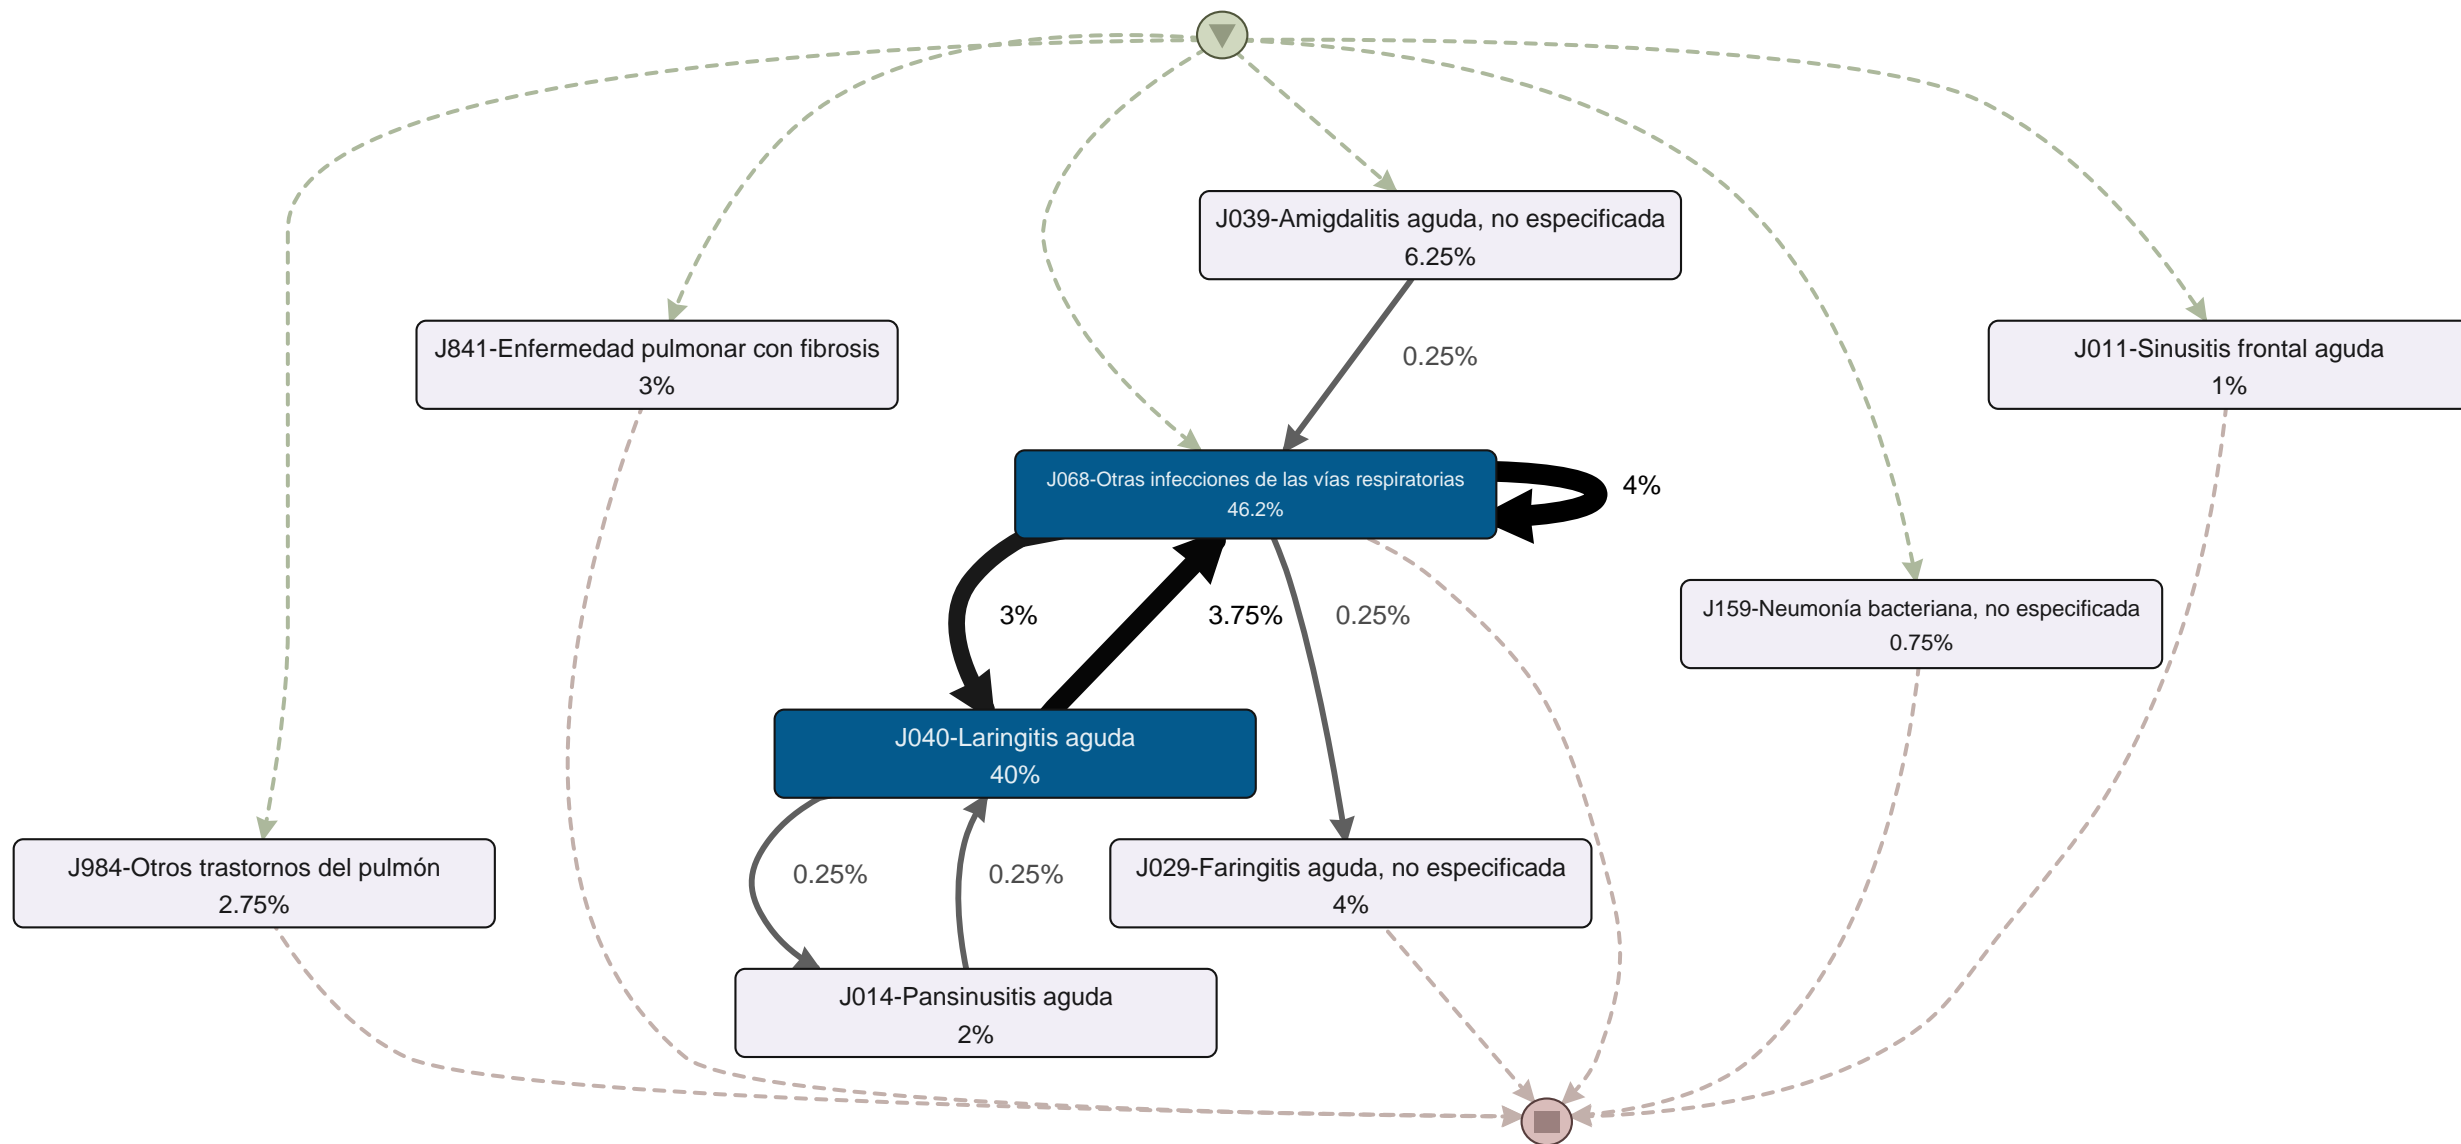 J039-Amigdalitis aguda, no especificada
6.25%
J841-Enfermedad pulmonar con fibrosis
3%
0.25%
J011-Sinusitis frontal aguda
1%
J068-Otras infecciones de las vías respiratorias
46.2%
4%
3%
3.75%
0.25%
J159-Neumonía bacteriana, no especificada
0.75%
J040-Laringitis aguda
40%
J984-Otros trastornos del pulmón
2.75%
0.25%
0.25%
J029-Faringitis aguda, no especificada
4%
J014-Pansinusitis aguda
2%